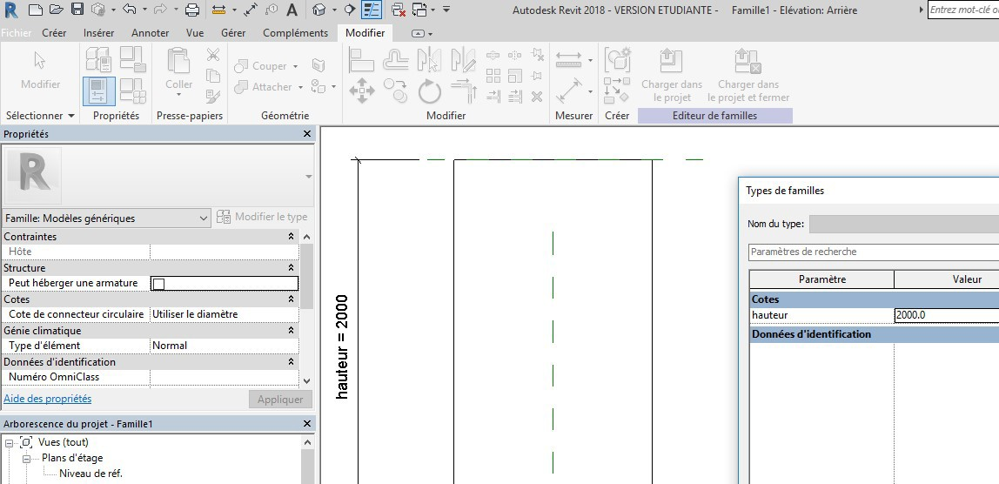 Autodesk Revit 2018 - VERSION ETUDIANTE - Famille1 - Elévation: Arrière
Entrez mot-clé
Fichier Créer Insérer Annoter Vue Gérer Compléments Modifier
Modifier
Coller
Couper
Attacher
Charger dans
le projet
Charger dans
le projet et fermer
Sélectionner Propriétés Presse-papiers Géométrie Modifier Mesurer Créer Editeur de familles
Propriétés
R
Famille: Modèles génériques
Modifier le type
Contraintes
Hôte
Structure
Peut héberger une armature
Cotes
Cote de connecteur circulaire Utiliser le diamètre
Génie climatique
Type d'élément Normal
Données d'identification
Numéro OmniClass
Aide des propriétés
Appliquer
Arborescence du projet - Famille1
Vues (tout)
Plans d'étage
Niveau de réf.
hauteur = 2000
Types de familles
Nom du type:
Paramètres de recherche
Paramètre Valeur
Cotes
hauteur 2000.0
Données d'identification